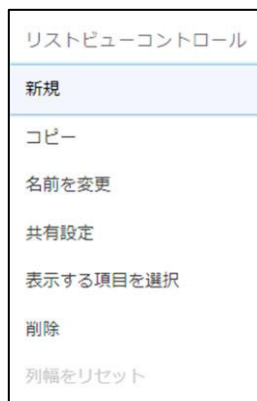 リストビューコントロール
新規
コピー
名前を変更
共有設定
表示する項目を選択
削除
列幅をリセット